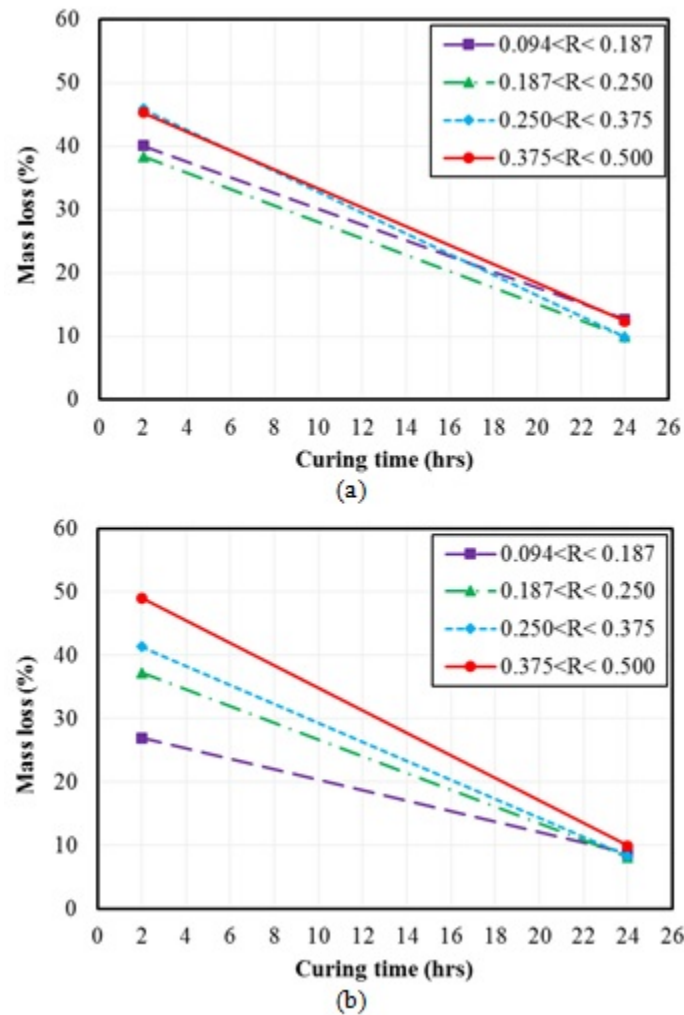 60
50
40
30
20
10
0
Mass loss (%)
0.094<R< 0.187
0.187<R< 0.250
0.250<R< 0.375
0.375<R< 0.500
0 2 4 6 8 10 12 14 16 18 20 22 24 26
Curing time (hrs)
(a)
60
50
40
30
20
10
0
Mass loss (%)
0.094<R< 0.187
0.187<R< 0.250
0.250<R< 0.375
0.375<R< 0.500
0 2 4 6 8 10 12 14 16 18 20 22 24 26
Curing time (hrs)
(b)